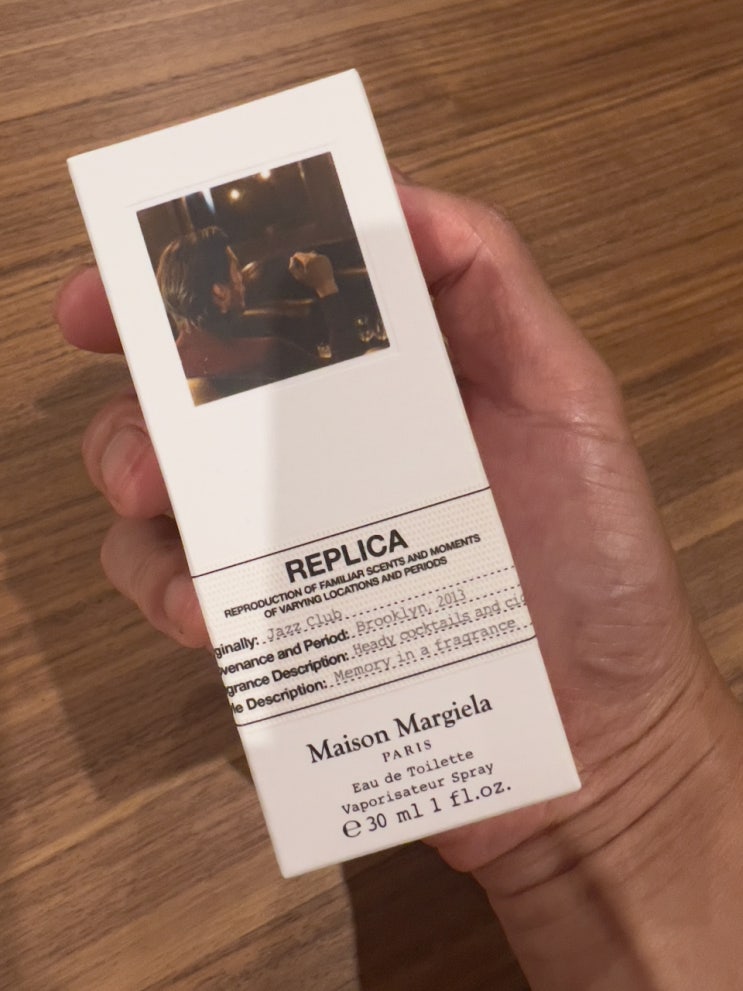 REPLICA
REPRODUCTION OF FAMILIAR SCENTS AND MOMENTS
OF VARYING LOCATIONS AND PERIODS
ginally: Jazz Club
venance and Period: Brooklyn, 2013
grance Description: Heady cocktails and ci
le Description: Memory in a fragrance
Maison Margiela
PARIS
Eau de Toilette
Vaporisateur Spray
℮ 30 ml 1 fl.oz.